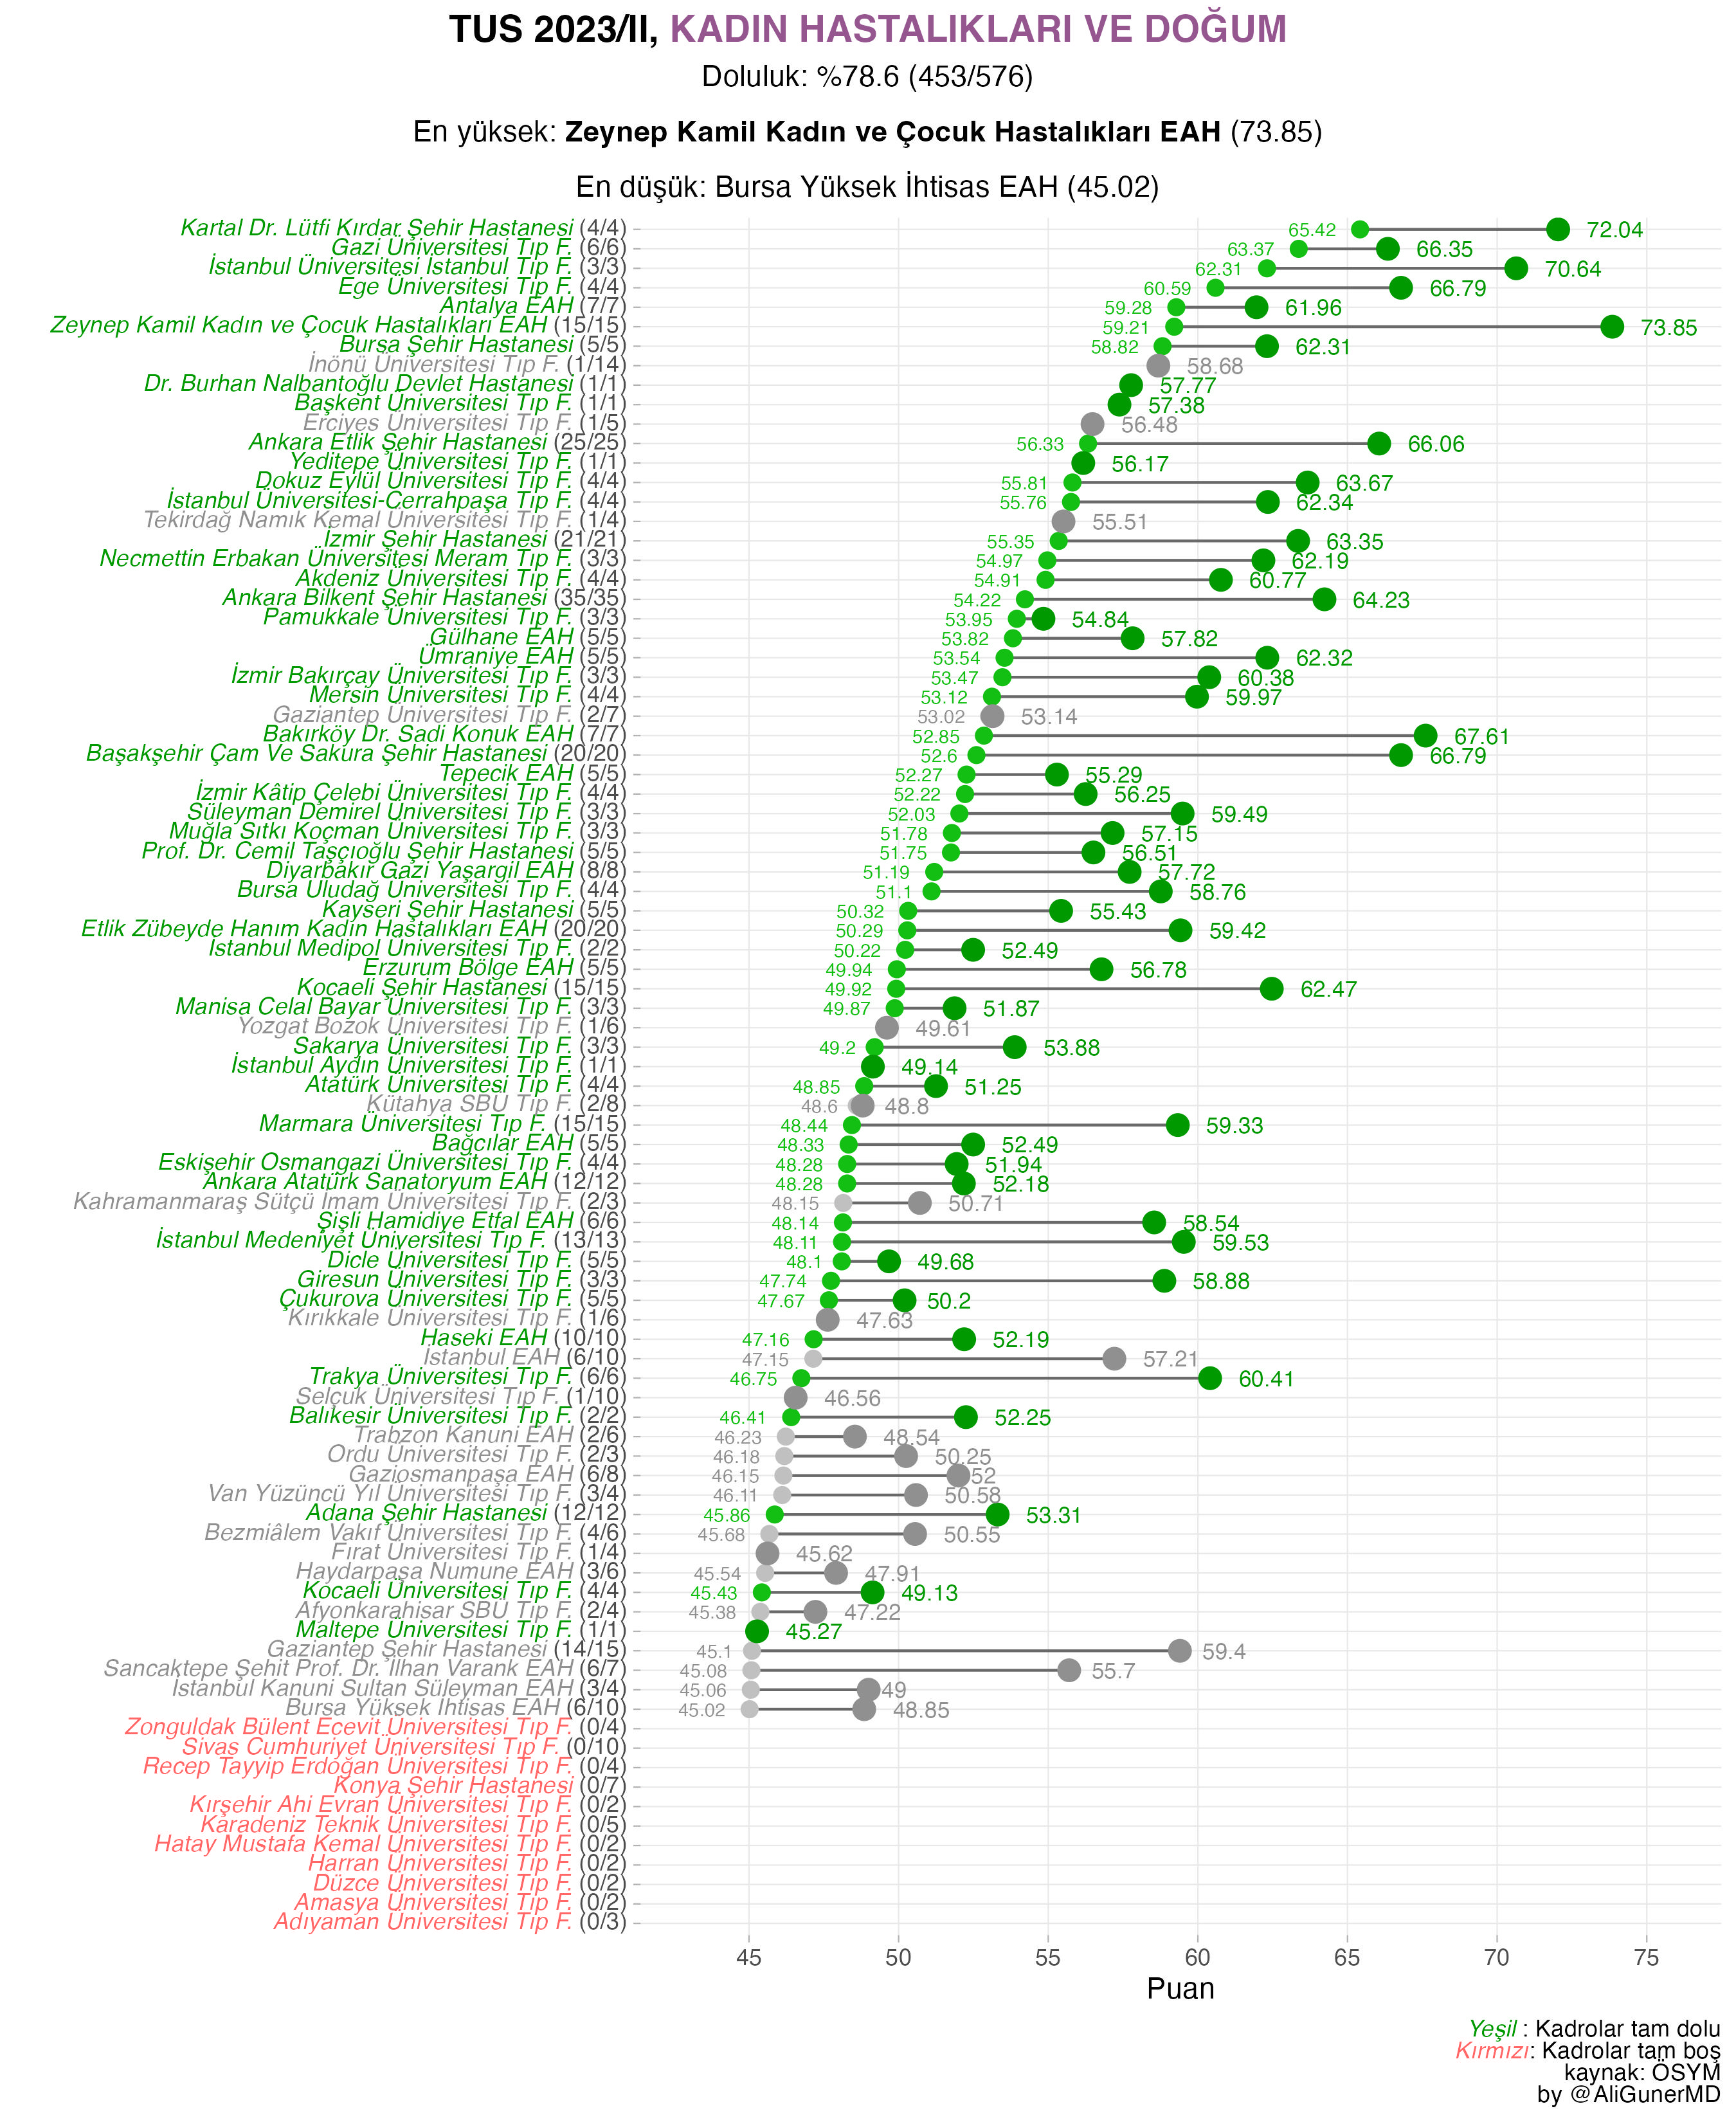 TUS 2023/II, KADIN HASTALIKLARI VE DOĞUM
Doluluk: %78.6 (453/576)
En yüksek: Zeynep Kamil Kadın ve Çocuk Hastalıkları EAH (73.85)
En düşük: Bursa Yüksek İhtisas EAH (45.02)
Kartal Dr. Lütfi Kırdar Şehir Hastanesi (4/4) 65.42 72.04
Gazi Üniversitesi Tıp F. (6/6) 63.37 66.35
İstanbul Üniversitesi İstanbul Tıp F. (3/3) 62.31 70.64
Ege Üniversitesi Tıp F. (4/4) 60.59 66.79
Antalya EAH (7/7) 59.28 61.96
Zeynep Kamil Kadın ve Çocuk Hastalıkları EAH (15/15) 59.21 73.85
Bursa Şehir Hastanesi (5/5) 58.82 62.31
İnönü Üniversitesi Tıp F. (1/14) 58.68
Dr. Burhan Nalbantoğlu Devlet Hastanesi (1/1) 57.77
Başkent Üniversitesi Tıp F. (1/1) 57.38
Erciyes Üniversitesi Tıp F. (1/5) 56.48
Ankara Etlik Şehir Hastanesi (25/25) 56.33 66.06
Yeditepe Üniversitesi Tıp F. (1/1) 56.17
Dokuz Eylül Üniversitesi Tıp F. (4/4) 55.81 63.67
İstanbul Üniversitesi-Cerrahpaşa Tıp F. (4/4) 55.76 62.34
Tekirdağ Namık Kemal Üniversitesi Tıp F. (1/4) 55.51
İzmir Şehir Hastanesi (21/21) 55.35 63.35
Necmettin Erbakan Üniversitesi Meram Tıp F. (3/3) 54.97 62.19
Akdeniz Üniversitesi Tıp F. (4/4) 54.91 60.77
Ankara Bilkent Şehir Hastanesi (35/35) 54.22 64.23
Pamukkale Üniversitesi Tıp F. (3/3) 53.95 54.84
Gülhane EAH (5/5) 53.82 57.82
Ümraniye EAH (5/5) 53.54 62.32
İzmir Bakırçay Üniversitesi Tıp F. (3/3) 53.47 60.38
Mersin Üniversitesi Tıp F. (4/4) 53.12 59.97
Gaziantep Üniversitesi Tıp F. (2/7) 53.02 53.14
Bakırköy Dr. Sadi Konuk EAH (7/7) 52.85 67.61
Başakşehir Çam Ve Sakura Şehir Hastanesi (20/20) 52.6 66.79
Tepecik EAH (5/5) 52.27 55.29
İzmir Kâtip Çelebi Üniversitesi Tıp F. (4/4) 52.22 56.25
Süleyman Demirel Üniversitesi Tıp F. (3/3) 52.03 59.49
Muğla Sıtkı Koçman Üniversitesi Tıp F. (3/3) 51.78 57.15
Prof. Dr. Cemil Taşçıoğlu Şehir Hastanesi (5/5) 51.75 56.51
Diyarbakır Gazi Yaşargil EAH (8/8) 51.19 57.72
Bursa Uludağ Üniversitesi Tıp F. (4/4) 51.1 58.76
Kayseri Şehir Hastanesi (5/5) 50.32 55.43
Etlik Zübeyde Hanım Kadın Hastalıkları EAH (20/20) 50.29 59.42
İstanbul Medipol Üniversitesi Tıp F. (2/2) 50.22 52.49
Erzurum Bölge EAH (5/5) 49.94 56.78
Kocaeli Şehir Hastanesi (15/15) 49.92 62.47
Manisa Celal Bayar Üniversitesi Tıp F. (3/3) 49.87 51.87
Yozgat Bozok Üniversitesi Tıp F. (1/6) 49.61
Sakarya Üniversitesi Tıp F. (3/3) 49.2 53.88
İstanbul Aydın Üniversitesi Tıp F. (1/1) 49.14
Atatürk Üniversitesi Tıp F. (4/4) 48.85 51.25
Kütahya SBÜ Tıp F. (2/8) 48.6 48.8
Marmara Üniversitesi Tıp F. (15/15) 48.44 59.33
Bağcılar EAH (5/5) 48.33 52.49
Eskişehir Osmangazi Üniversitesi Tıp F. (4/4) 48.28 51.94
Ankara Atatürk Sanatoryum EAH (12/12) 48.28 52.18
Kahramanmaraş Sütçü İmam Üniversitesi Tıp F. (2/3) 48.15 50.71
Şişli Hamidiye Etfal EAH (6/6) 48.14 58.54
İstanbul Medeniyet Üniversitesi Tıp F. (13/13) 48.11 59.53
Dicle Üniversitesi Tıp F. (5/5) 48.1 49.68
Giresun Üniversitesi Tıp F. (3/3) 47.74 58.88
Çukurova Üniversitesi Tıp F. (5/5) 47.67 50.2
Kırıkkale Üniversitesi Tıp F. (1/6) 47.63
Haseki EAH (10/10) 47.16 52.19
İstanbul EAH (6/10) 47.15 57.21
Trakya Üniversitesi Tıp F. (6/6) 46.75 60.41
Selçuk Üniversitesi Tıp F. (1/10) 46.56
Balıkesir Üniversitesi Tıp F. (2/2) 46.41 52.25
Trabzon Kanuni EAH (2/6) 46.23 48.54
Ordu Üniversitesi Tıp F. (2/3) 46.18 50.25
Gaziosmanpaşa EAH (6/8) 46.15 52
Van Yüzüncü Yıl Üniversitesi Tıp F. (3/4) 46.11 50.58
Adana Şehir Hastanesi (12/12) 45.86 53.31
Bezmiâlem Vakıf Üniversitesi Tıp F. (4/6) 45.68 50.55
Fırat Üniversitesi Tıp F. (1/4) 45.62
Haydarpaşa Numune EAH (3/6) 45.54 47.91
Kocaeli Üniversitesi Tıp F. (4/4) 45.43 49.13
Afyonkarahisar SBÜ Tıp F. (2/4) 45.38 47.22
Maltepe Üniversitesi Tıp F. (1/1) 45.27
Gaziantep Şehir Hastanesi (14/15) 45.1 59.4
Sancaktepe Şehit Prof. Dr. İlhan Varank EAH (6/7) 45.08 55.7
İstanbul Kanuni Sultan Süleyman EAH (3/4) 45.06 49
Bursa Yüksek İhtisas EAH (6/10) 45.02 48.85
Zonguldak Bülent Ecevit Üniversitesi Tıp F. (0/4)
Sivas Cumhuriyet Üniversitesi Tıp F. (0/10)
Recep Tayyip Erdoğan Üniversitesi Tıp F. (0/4)
Konya Şehir Hastanesi (0/7)
Kırşehir Ahi Evran Üniversitesi Tıp F. (0/2)
Karadeniz Teknik Üniversitesi Tıp F. (0/5)
Hatay Mustafa Kemal Üniversitesi Tıp F. (0/2)
Harran Üniversitesi Tıp F. (0/2)
Düzce Üniversitesi Tıp F. (0/2)
Amasya Üniversitesi Tıp F. (0/2)
Adıyaman Üniversitesi Tıp F. (0/3)
45 50 55 60 65 70 75
Puan
Yeşil : Kadrolar tam dolu
Kırmızı: Kadrolar tam boş
kaynak: ÖSYM
by @AliGunerMD